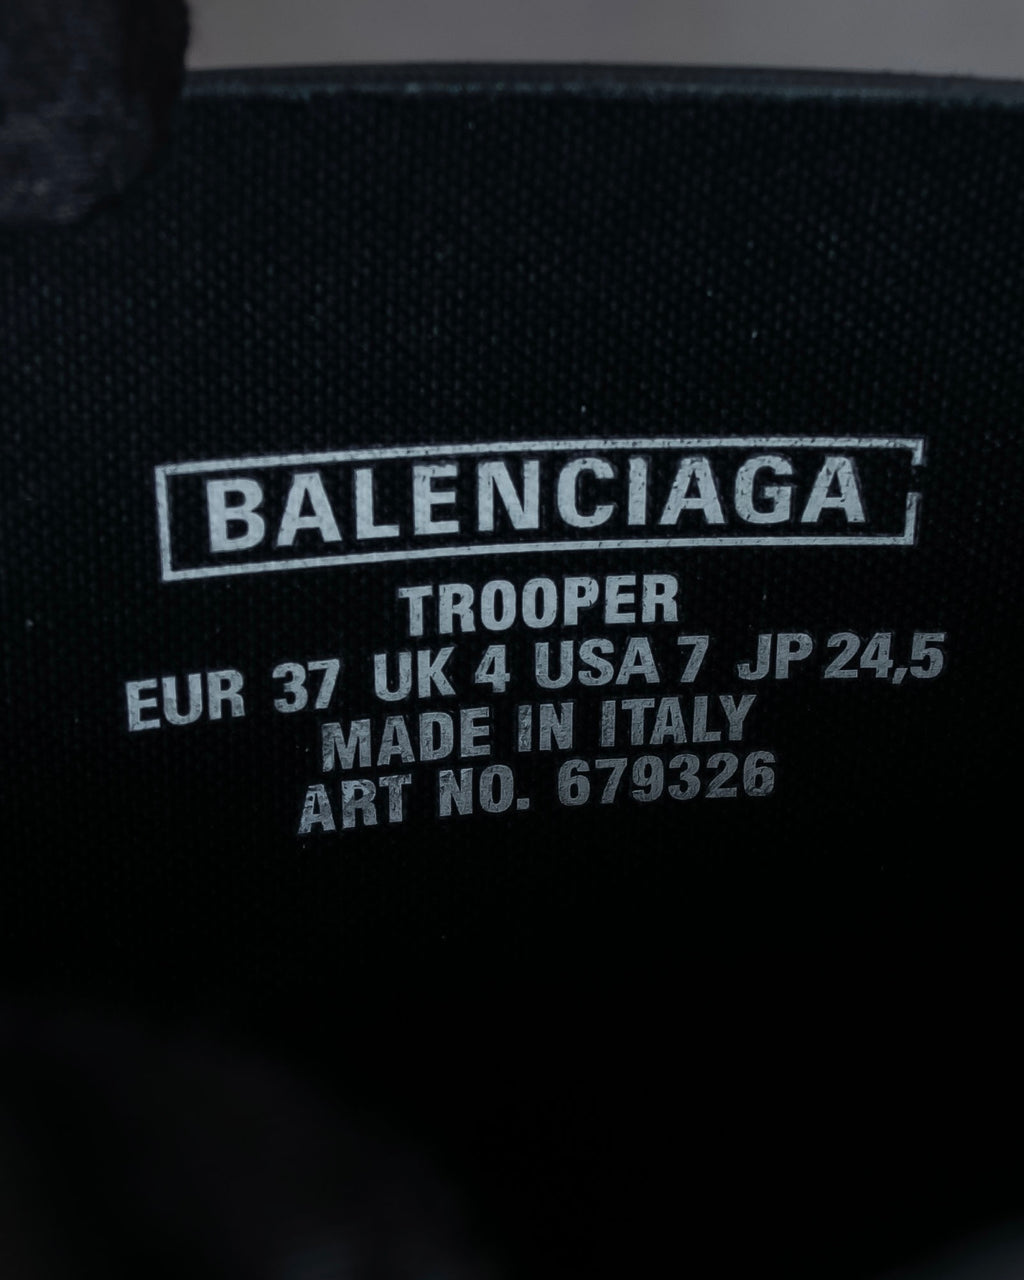 BALENCIAGA
TROOPER
EUR 37 UK 4 USA 7 JP 24,5
MADE IN ITALY
ART NO. 679326